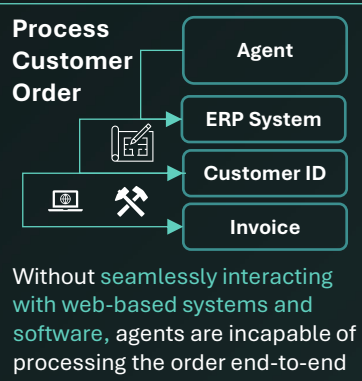 Process
Customer
Order
Agent
ERP System
Customer ID
Invoice
Without seamlessly interacting
with web-based systems and
software, agents are incapable of
processing the order end-to-end